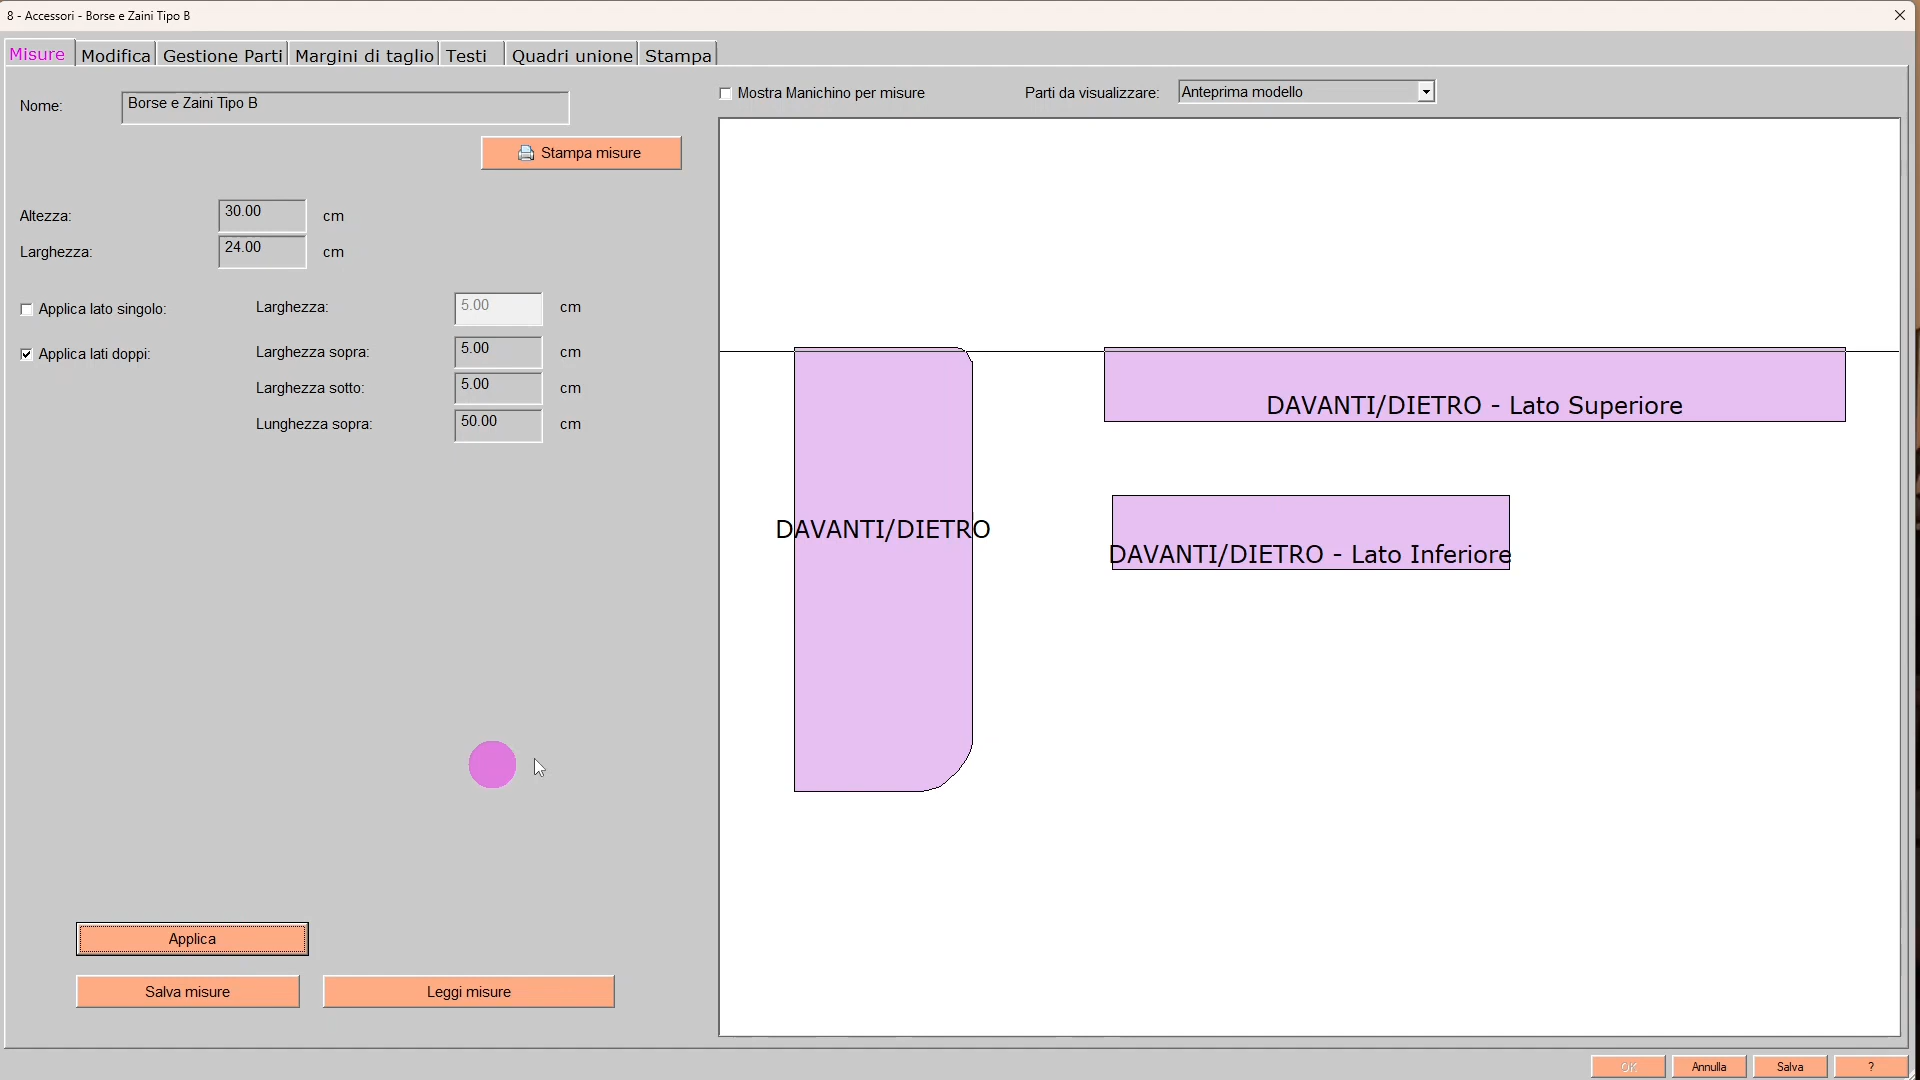 8 - Accessori - Borse e Zaini Tipo B
Misure Modifica Gestione Parti Margini di taglio Testi Quadri unione Stampa
Nome: Borse e Zaini Tipo B
Mostra Manichino per misure Parti da visualizzare: Anteprima modello
Stampa misure
Altezza: 30.00 cm
Larghezza: 24.00 cm
Applica lato singolo: Larghezza: 5.00 cm
Applica lati doppi: Larghezza sopra: 5.00 cm
Larghezza sotto: 5.00 cm
Lunghezza sopra: 50.00 cm
DAVANTI/DIETRO - Lato Superiore
DAVANTI/DIETRO
DAVANTI/DIETRO - Lato Inferiore
Applica
Salva misure Leggi misure
OK Annulla Salva ?